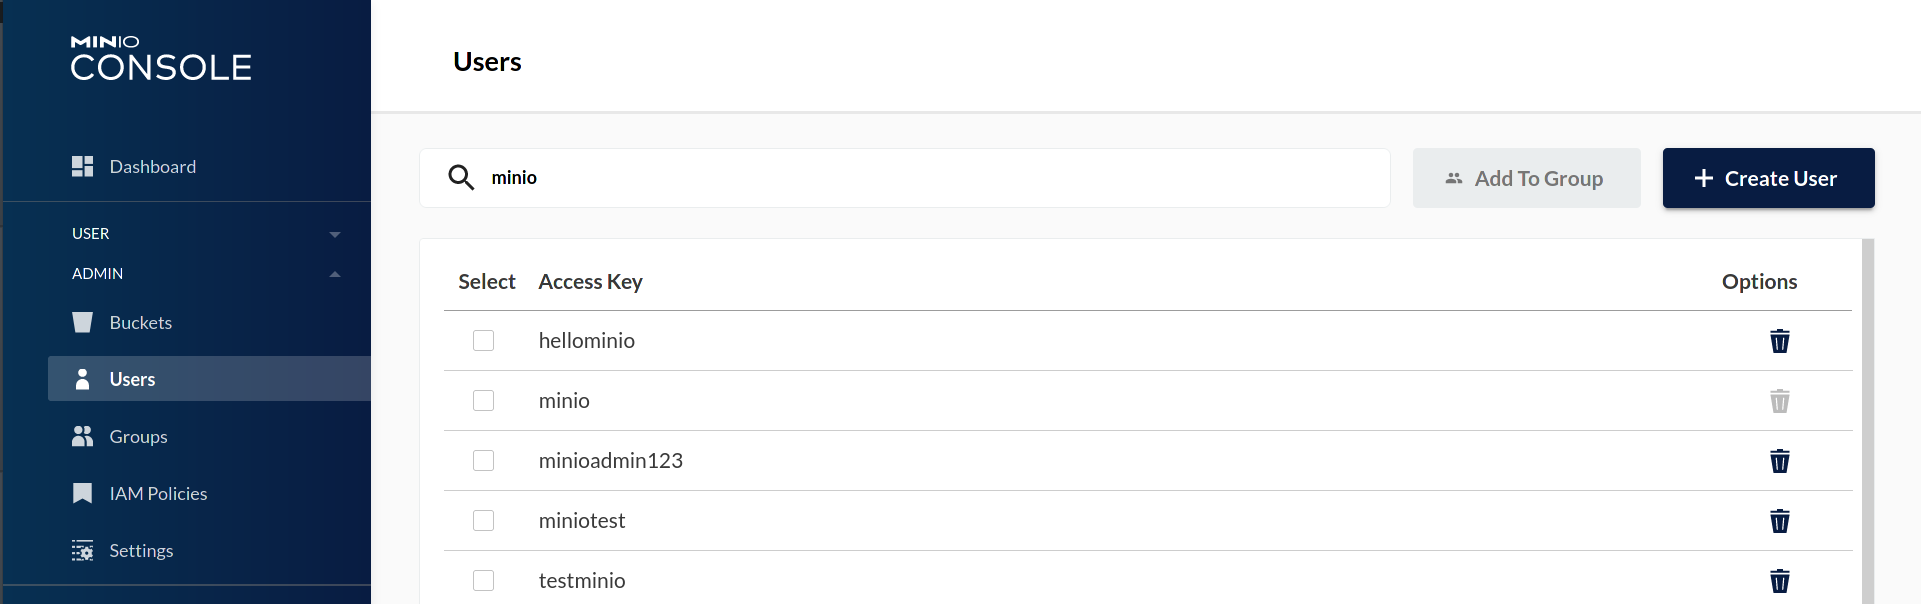 MINIO
CONSOLE
Dashboard
USER
ADMIN
Buckets
Users
Groups
IAM Policies
Settings
Users
minio
Add To Group
Create User
Select Access Key Options
hellominio
minio
minioadmin123
miniotest
testminio